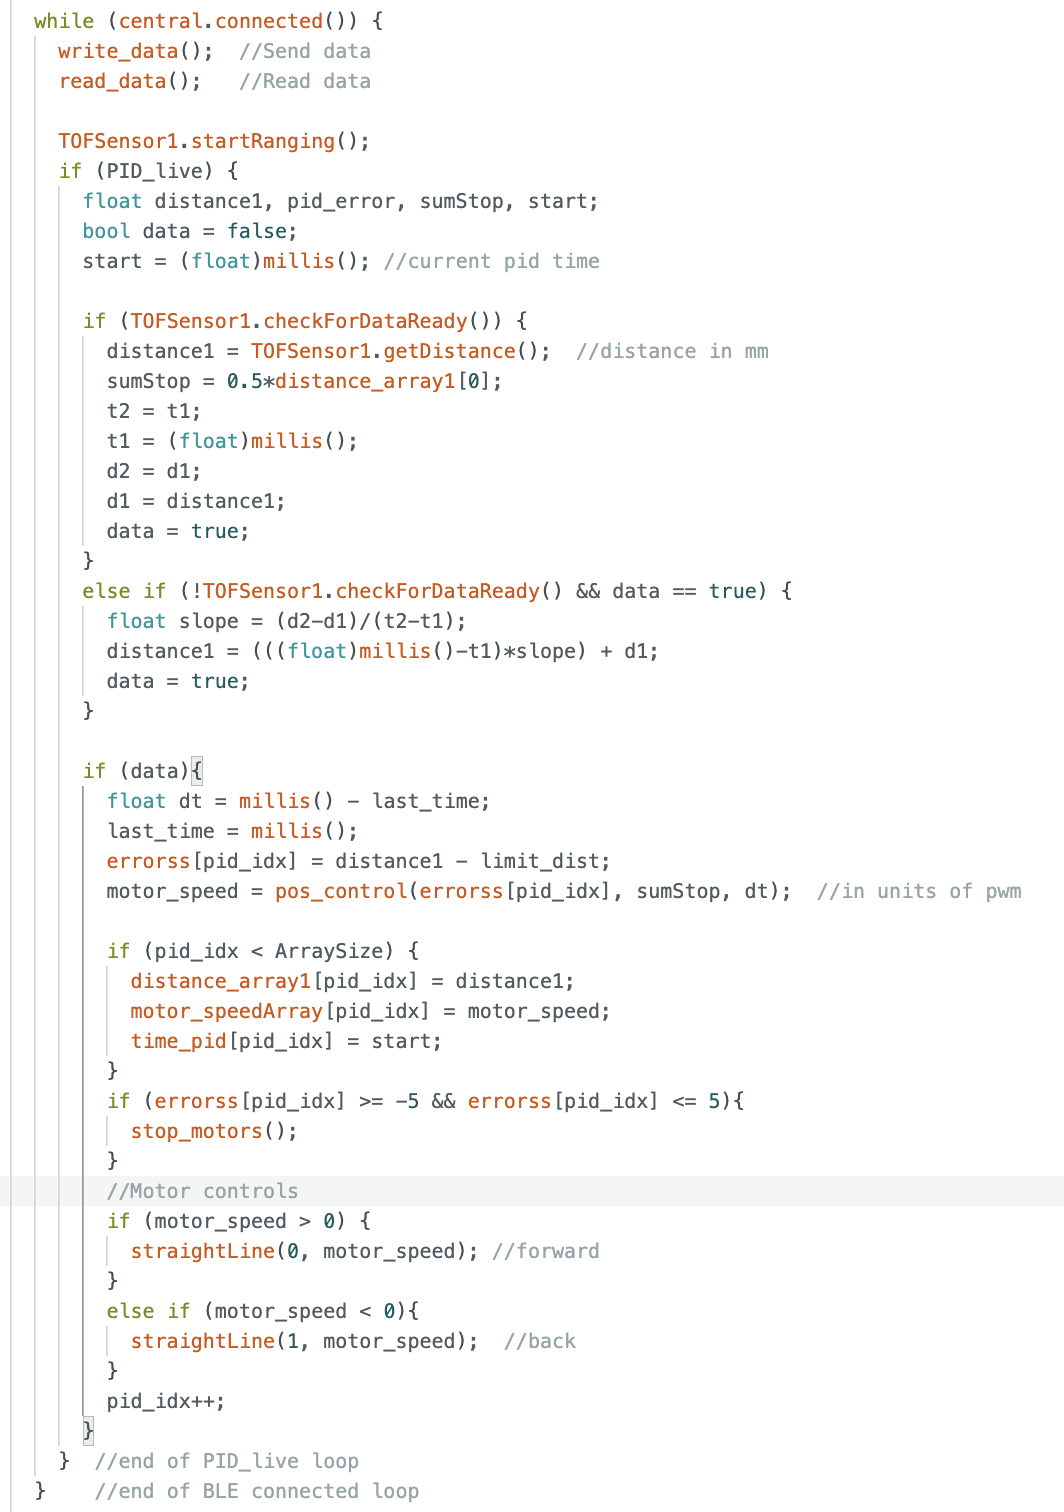 while (central.connected()) {
write_data();  //Send data
read_data();   //Read data
TOFSensor1.startRanging();
if (PID_live) {
float distance1, pid_error, sumStop, start;
bool data = false;
start = (float)millis(); //current pid time
if (TOFSensor1.checkForDataReady()) {
distance1 = TOFSensor1.getDistance();  //distance in mm
sumStop = 0.5*distance_array1[0];
t2 = t1;
t1 = (float)millis();
d2 = d1;
d1 = distance1;
data = true;
}
else if (!TOFSensor1.checkForDataReady() && data == true) {
float slope = (d2-d1)/(t2-t1);
distance1 = (((float)millis()-t1)*slope) + d1;
data = true;
}
if (data){
float dt = millis() - last_time;
last_time = millis();
errorss[pid_idx] = distance1 - limit_dist;
motor_speed = pos_control(errorss[pid_idx], sumStop, dt);  //in units of pwm
if (pid_idx < ArraySize) {
distance_array1[pid_idx] = distance1;
motor_speedArray[pid_idx] = motor_speed;
time_pid[pid_idx] = start;
}
if (errorss[pid_idx] >= -5 && errorss[pid_idx] <= 5){
stop_motors();
}
//Motor controls
if (motor_speed > 0) {
straightLine(0, motor_speed); //forward
}
else if (motor_speed < 0){
straightLine(1, motor_speed);  //back
}
pid_idx++;
}
}  //end of PID_live loop
}    //end of BLE connected loop